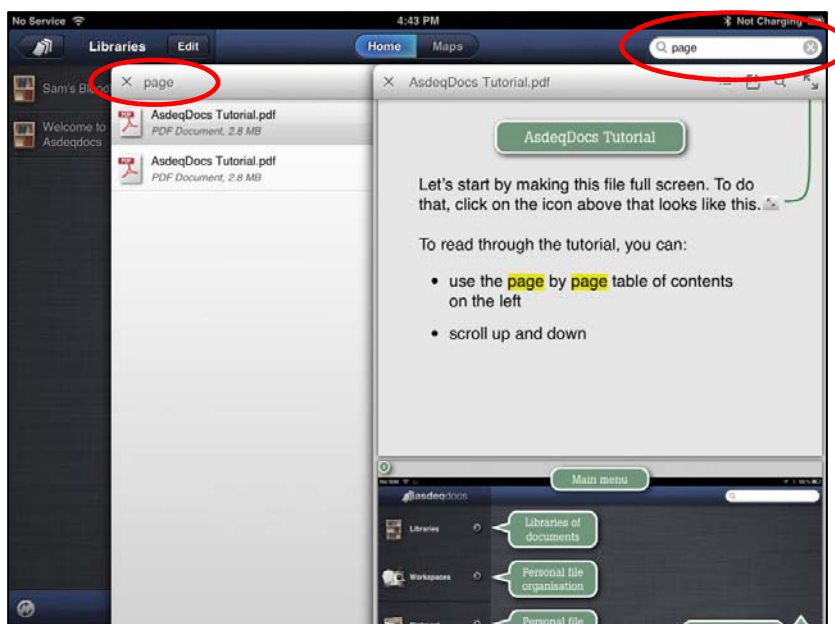 No Service 4:43 PM Not Charging
Libraries Edit Home Maps page
Sam's Blood
Welcome to
Asdeqdocs
page
AsdeqDocs Tutorial.pdf
PDF Document, 2.8 MB
AsdeqDocs Tutorial.pdf
PDF Document, 2.8 MB
AsdeqDocs Tutorial.pdf
AsdeqDocs Tutorial
Let's start by making this file full screen. To do
that, click on the icon above that looks like this.
To read through the tutorial, you can:
• use the page by page table of contents
on the left
• scroll up and down
Main menu
asdeqdocs
Libraries
Libraries of
documents
Workspaces
Personal file
organisation
Personal file